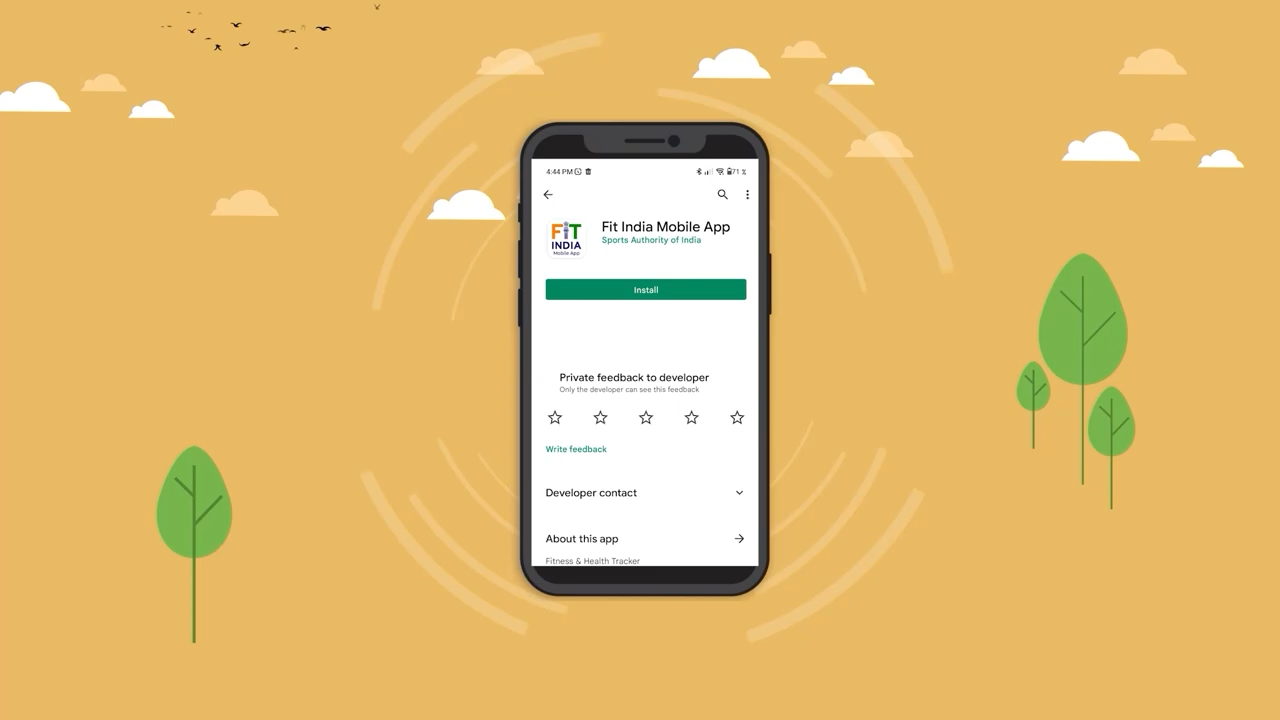 4:44 PM
71 %
Fit India Mobile App
Sports Authority of India
FiT
INDIA
Mobile App
Install
Private feedback to developer
Only the developer can see this feedback
Write feedback
Developer contact
About this app
Fitness & Health Tracker